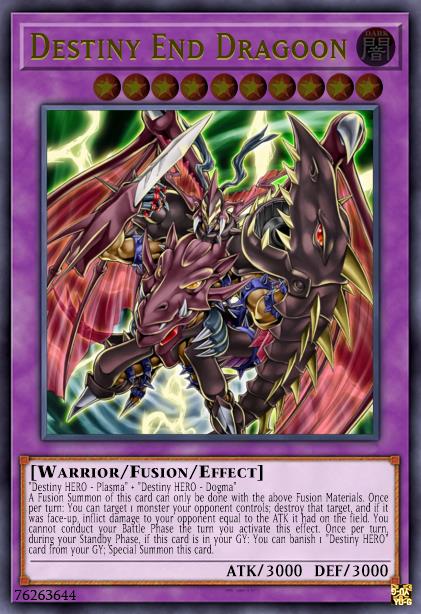 DESTINY END DRAGOON
DARK
闇
[WARRIOR/FUSION/EFFECT]
"Destiny HERO - Plasma" + "Destiny HERO - Dogma"
A Fusion Summon of this card can only be done with the above Fusion Materials. Once
per turn: You can target 1 monster your opponent controls; destroy that target, and if it
was face-up, inflict damage to your opponent equal to the ATK it had on the field. You
cannot conduct your Battle Phase the turn you activate this effect. Once per turn,
during your Standby Phase, if this card is in your GY: You can banish 1 "Destiny HERO"
card from your GY; Special Summon this card.
ATK/3000 DEF/3000
76263644